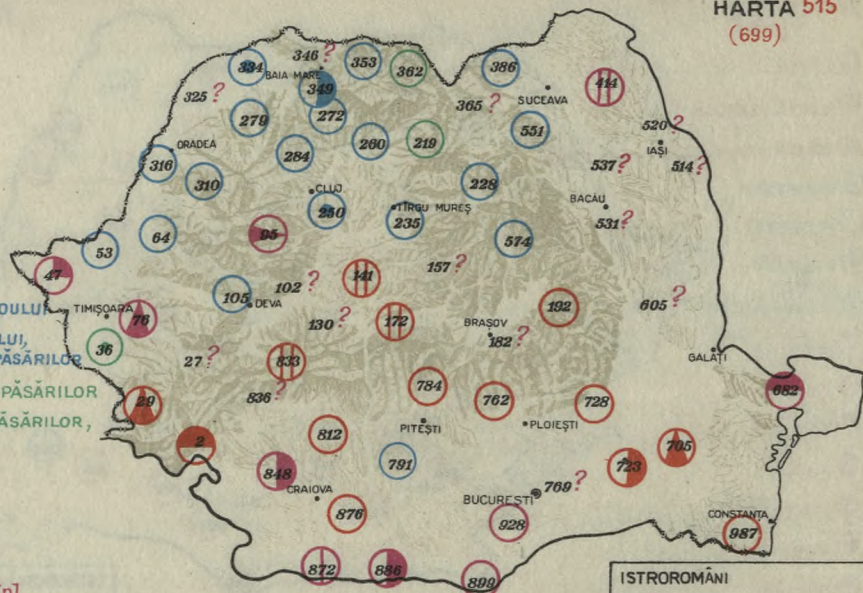 HARTA 515
(699)
346 ?
353
362
386
334
BAIA MARE
349
325 ?
365 ?
SUCEAVA
414
279
272
551
520 ?
ORADEA
284
260
219
IAȘI
316
537 ?
514 ?
310
228
CLUJ
BACĂU
250
TÎRGU MUREȘ
235
531 ?
53
64
95
574
47
102 ?
141
157 ?
105
DEVA
605 ?
OULUI
TIMIȘOARA
76
130 ?
172
192
BRAȘOV
182 ?
LUI,
36
PĂSĂRILOR
27 ?
833
GALAȚI
PĂSĂRILOR
836 ?
784
762
728
682
29
ĂSĂRILOR,
PITEȘTI
PLOIEȘTI
2
812
791
705
848
723
CRAIOVA
769 ?
BUCUREȘTI
876
928
CONSTANȚA
987
872
886
899
ISTROROMÂNI